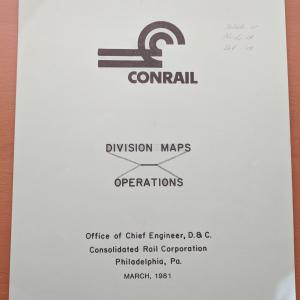 CONRAIL
DIVISION MAPS
OPERATIONS
Office of Chief Engineer, D.& C.
Consolidated Rail Corporation
Philadelphia, Pa.
MARCH, 1981